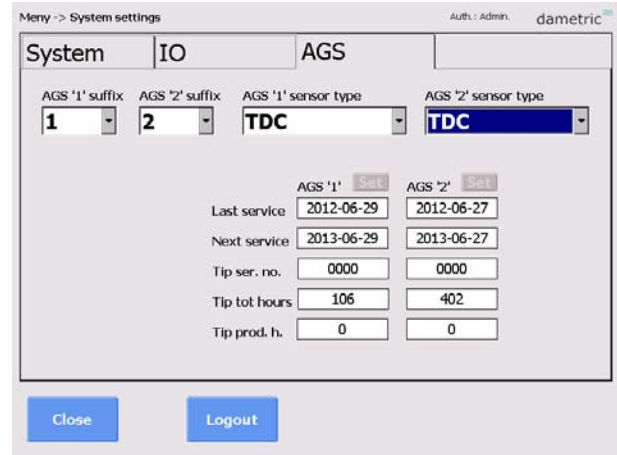 Meny -> System settings Auth.: Admin. dametric
System IO AGS
AGS '1' suffix AGS '2' suffix AGS '1' sensor type AGS '2' sensor type
1 2 TDC TDC
AGS '1' Set AGS '2' Set
Last service 2012-06-29 2012-06-27
Next service 2013-06-29 2013-06-27
Tip ser. no. 0000 0000
Tip tot hours 106 402
Tip prod. h. 0 0
Close Logout